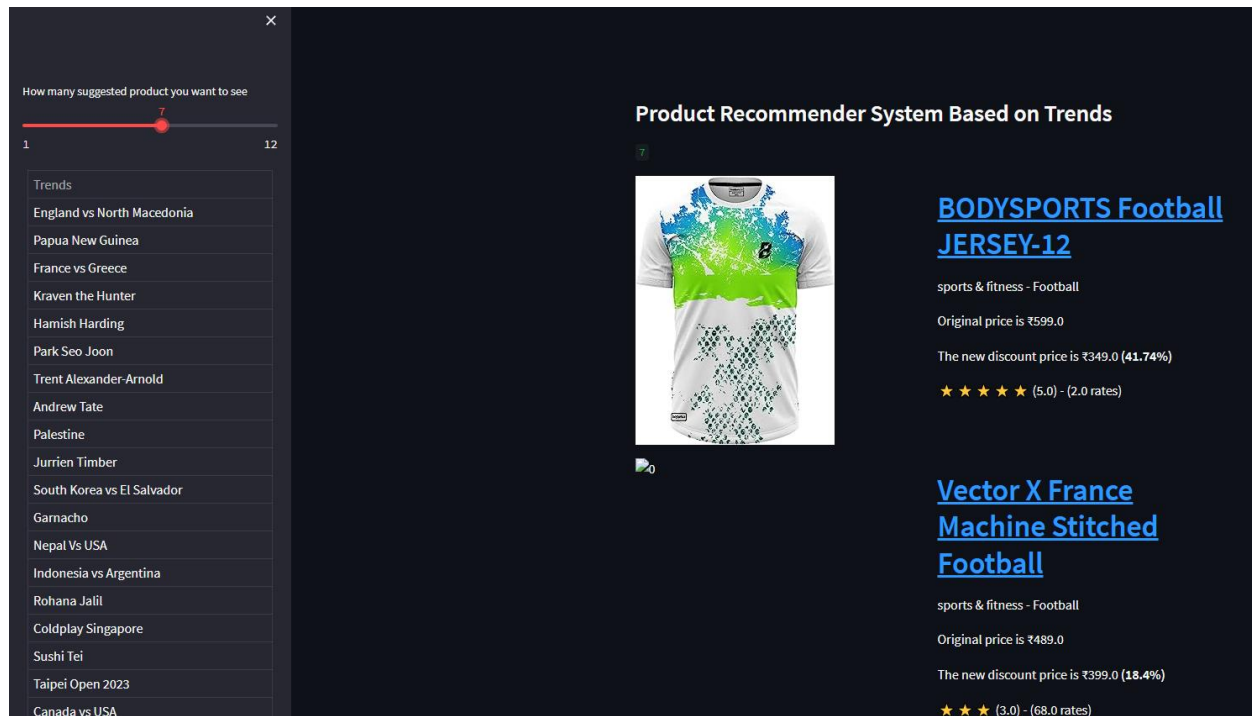 ×
How many suggested product you want to see
7
1
12
Trends
England vs North Macedonia
Papua New Guinea
France vs Greece
Kraven the Hunter
Hamish Harding
Park Seo Joon
Trent Alexander-Arnold
Andrew Tate
Palestine
Jurrien Timber
South Korea vs El Salvador
Garnacho
Nepal Vs USA
Indonesia vs Argentina
Rohana Jalil
Coldplay Singapore
Sushi Tei
Taipei Open 2023
Canada vs USA
Product Recommender System Based on Trends
7
BODYSPORTS Football
JERSEY-12
sports & fitness - Football
Original price is ₹599.0
The new discount price is ₹349.0 (41.74%)
★ ★ ★ ★ ★ (5.0) - (2.0 rates)
0
Vector X France
Machine Stitched
Football
sports & fitness - Football
Original price is ₹489.0
The new discount price is ₹399.0 (18.4%)
★ ★ ★ (3.0) - (68.0 rates)